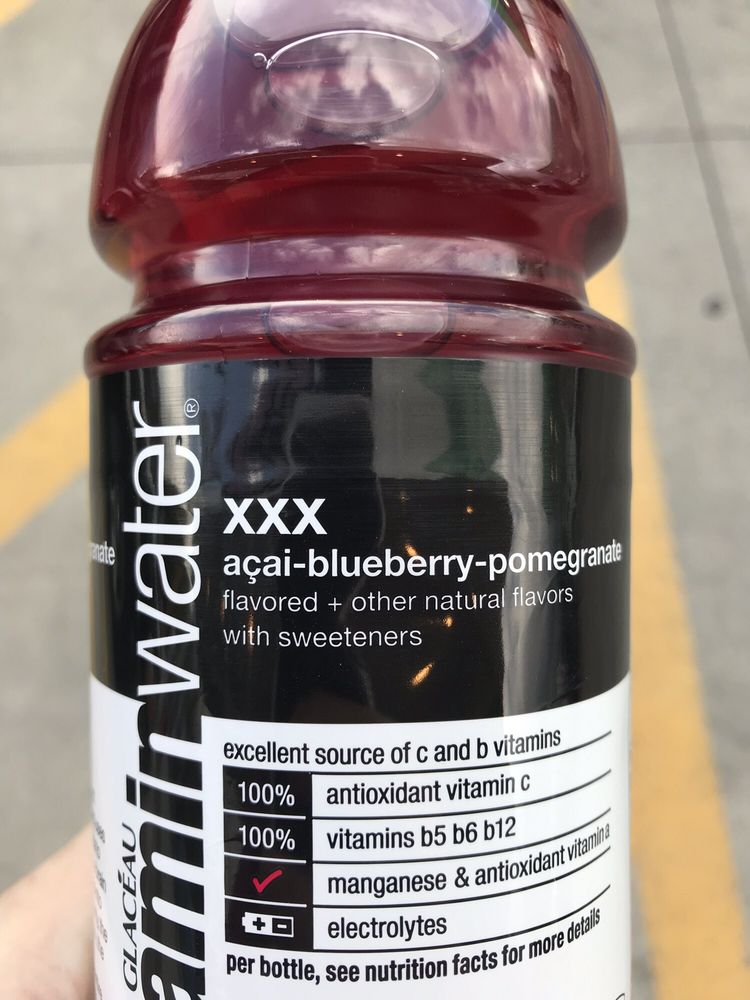 xxx
açai-blueberry-pomegranate
flavored + other natural flavors
with sweeteners
excellent source of c and b vitamins
100% antioxidant vitamin c
100% vitamins b5 b6 b12
✓ manganese & antioxidant vitamin a
electrolytes
per bottle, see nutrition facts for more details
GLACÉAU
water®